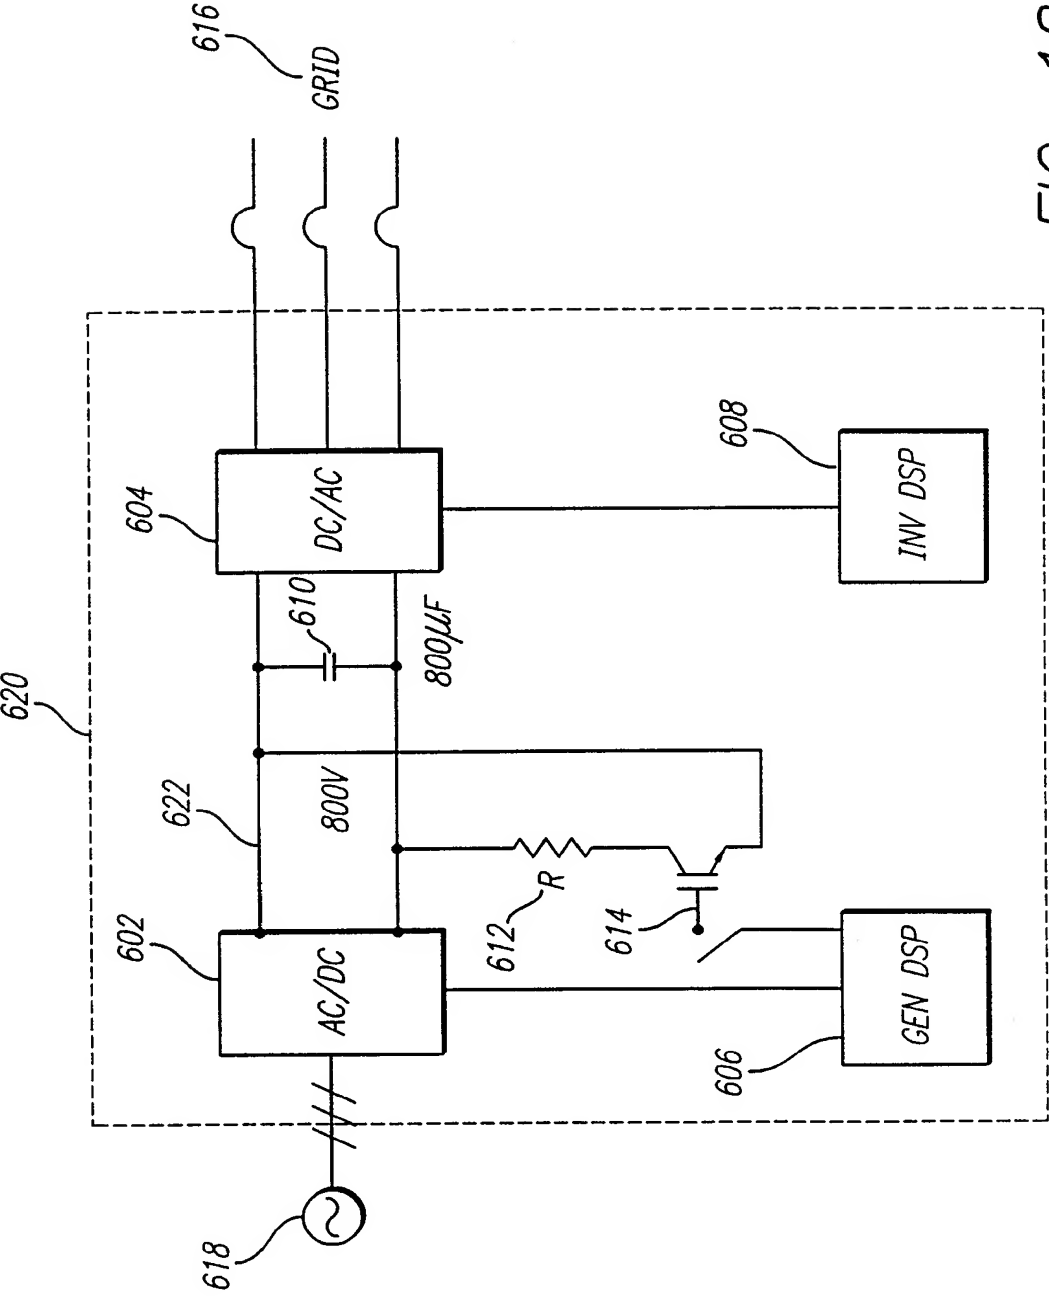 620
616
GRID
604
DC/AC
610
800µF
608
INV DSP
622
800V
602
AC/DC
612
R
614
606
GEN DSP
618
FIG.